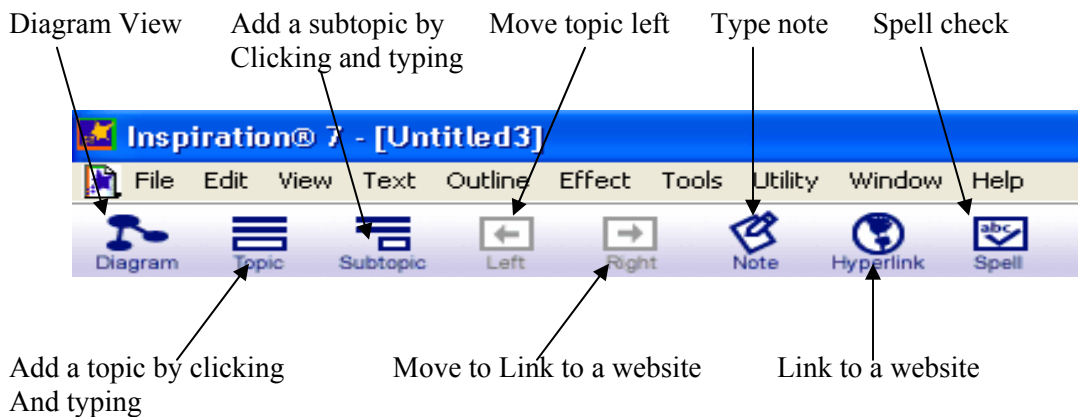 Diagram View Add a subtopic by Move topic left Type note Spell check
Clicking and typing
Inspiration® 7 - [Untitled3]
File Edit View Text Outline Effect Tools Utility Window Help
abc
Diagram Topic Subtopic Left Right Note Hyperlink Spell
Add a topic by clicking Move to Link to a website Link to a website
And typing